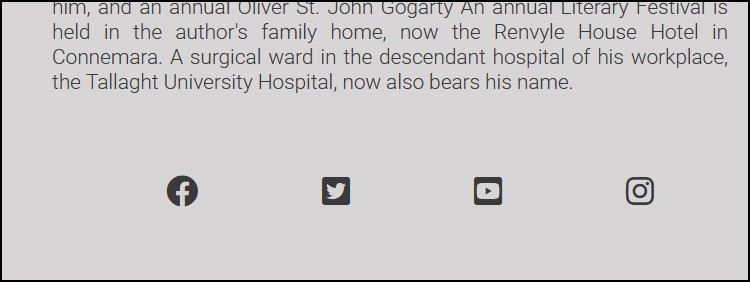 him, and an annual Oliver St. John Gogarty An annual Literary Festival is
held in the author's family home, now the Renvyle House Hotel in
Connemara. A surgical ward in the descendant hospital of his workplace,
the Tallaght University Hospital, now also bears his name.